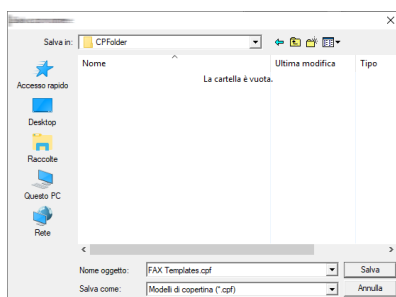 Salva in: CPFolder
Nome Ultima modifica Tipo
La cartella è vuota.
Accesso rapido
Desktop
Raccolte
Questo PC
Rete
Nome oggetto: FAX Templates.cpf Salva
Salva come: Modelli di copertina (*.cpf) Annulla